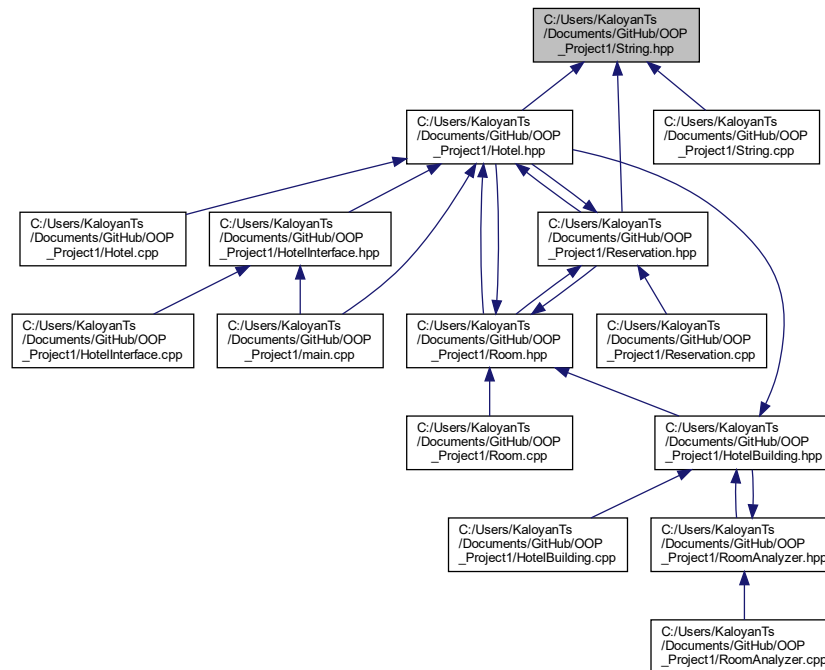 C:/Users/KaloyanTs
/Documents/GitHub/OOP
_Project1/String.hpp
C:/Users/KaloyanTs
/Documents/GitHub/OOP
_Project1/Hotel.hpp
C:/Users/KaloyanTs
/Documents/GitHub/OOP
_Project1/String.cpp
C:/Users/KaloyanTs
/Documents/GitHub/OOP
_Project1/Hotel.cpp
C:/Users/KaloyanTs
/Documents/GitHub/OOP
_Project1/HotelInterface.hpp
C:/Users/KaloyanTs
/Documents/GitHub/OOP
_Project1/Reservation.hpp
C:/Users/KaloyanTs
/Documents/GitHub/OOP
_Project1/HotelInterface.cpp
C:/Users/KaloyanTs
/Documents/GitHub/OOP
_Project1/main.cpp
C:/Users/KaloyanTs
/Documents/GitHub/OOP
_Project1/Room.hpp
C:/Users/KaloyanTs
/Documents/GitHub/OOP
_Project1/Reservation.cpp
C:/Users/KaloyanTs
/Documents/GitHub/OOP
_Project1/Room.cpp
C:/Users/KaloyanTs
/Documents/GitHub/OOP
_Project1/HotelBuilding.hpp
C:/Users/KaloyanTs
/Documents/GitHub/OOP
_Project1/HotelBuilding.cpp
C:/Users/KaloyanTs
/Documents/GitHub/OOP
_Project1/RoomAnalyzer.hpp
C:/Users/KaloyanTs
/Documents/GitHub/OOP
_Project1/RoomAnalyzer.cpp